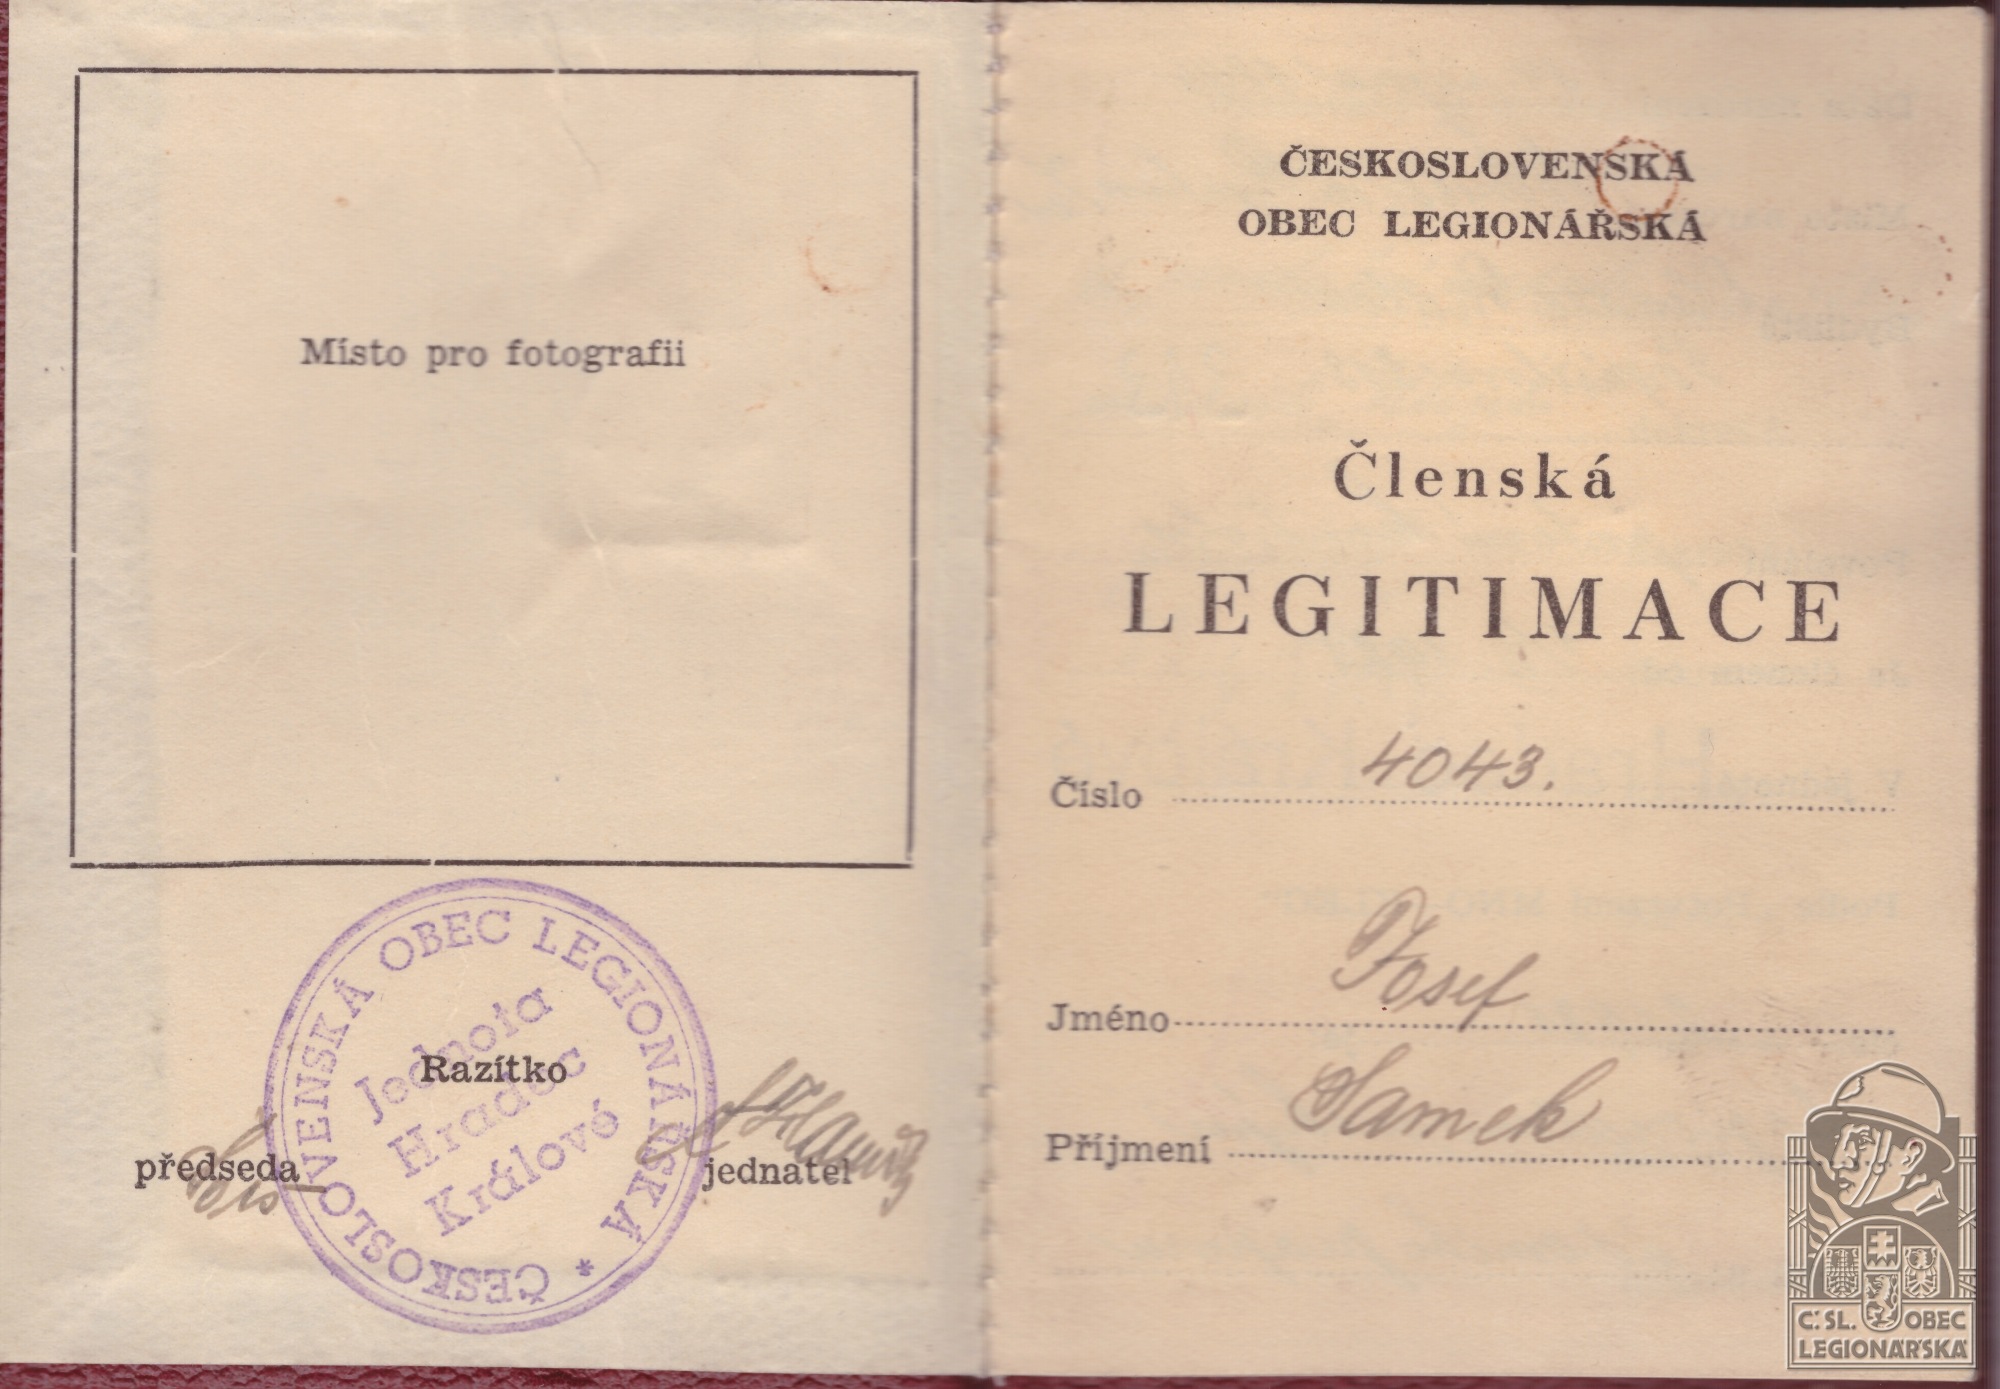 Místo pro fotografii
ČESKOSLOVENSKÁ OBEC LEGIONÁŘSKÁ *
Jednota
Hradec
Králové
Razítko
předseda
jednatel
ČESKOSLOVENSKÁ
OBEC LEGIONÁŘSKÁ
Členská
LEGITIMACE
Číslo 4043.
Jméno Josef
Příjmení Samek
Č.SL. OBEC
LEGIONÁŘSKÁ